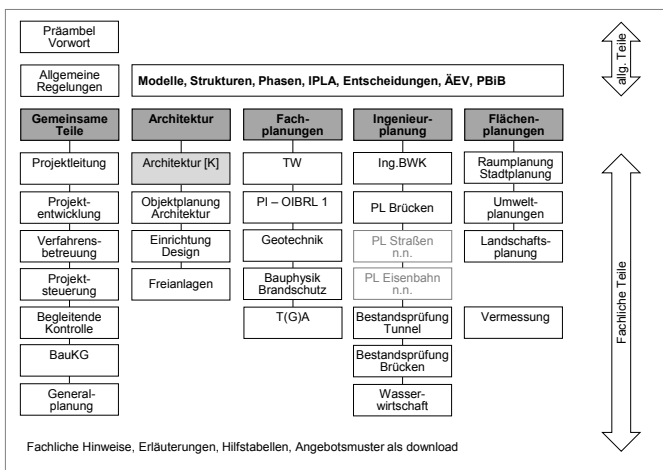 Präambel
Vorwort
Allgemeine
Regelungen
Modelle, Strukturen, Phasen, IPLA, Entscheidungen, ÄEV, PBiB
allg. Teile
Gemeinsame
Teile
Projektleitung
Projekt-
entwicklung
Verfahrens-
betreuung
Projekt-
steuerung
Begleitende
Kontrolle
BauKG
General-
planung
Architektur
Architektur [K]
Objektplanung
Architektur
Einrichtung
Design
Freianlagen
Fach-
planungen
TW
PI – OIBRL 1
Geotechnik
Bauphysik
Brandschutz
T(G)A
Ingenieur-
planung
Ing.BWK
PL Brücken
PL Straßen
n.n.
PL Eisenbahn
n.n.
Bestandsprüfung
Tunnel
Bestandsprüfung
Brücken
Wasser-
wirtschaft
Flächen-
planungen
Raumplanung
Stadtplanung
Umwelt-
planungen
Landschafts-
planung
Vermessung
Fachliche Teile
Fachliche Hinweise, Erläuterungen, Hilfstabellen, Angebotsmuster als download